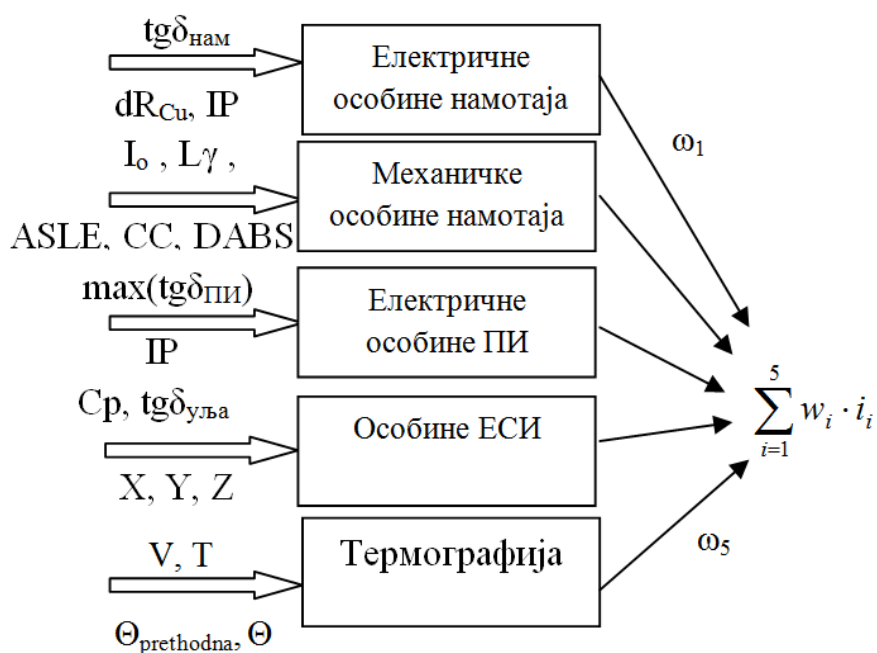 tgδнам
Електричне
особине намотаја
dRCu, IP
ω1
Io , Lγ ,
Механичке
особине намотаја
ASLE, CC, DABS
max(tgδПИ)
Електричне
особине ПИ
IP
Cp, tgδуља
Особине ЕСИ
X, Y, Z
5
∑ wi · ii
i=1
V, T
Термографија
ω5
Θprethodna, Θ